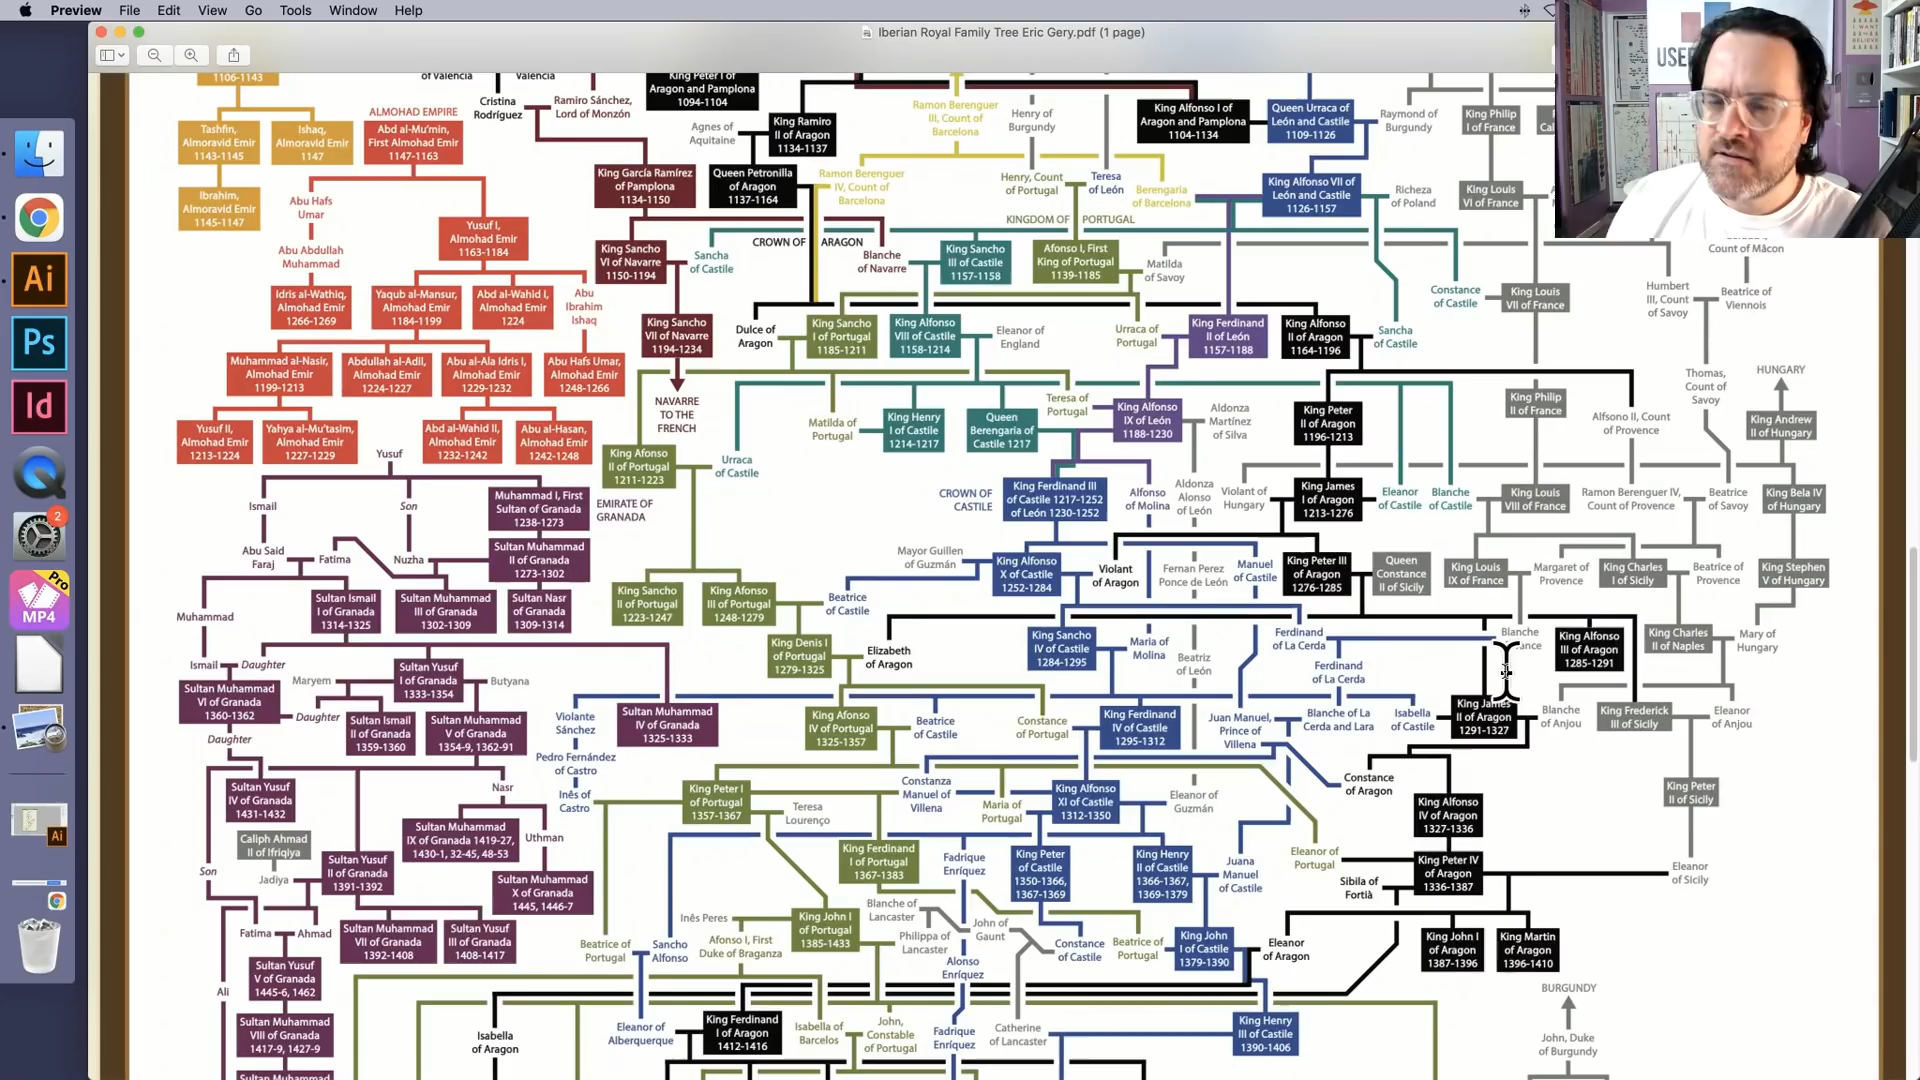 Preview File Edit View Go Tools Window Help
Iberian Royal Family Tree Eric Gery.pdf (1 page)
USEF
I WANT
BELIEVE
1106-1143
of Valencia
Valencia
King Peter I of
Aragon and Pamplona
1094-1104
Cristina
Rodríguez
Ramiro Sánchez,
Lord of Monzón
Tashfin,
Almoravid Emir
1143-1145
Ishaq,
Almoravid Emir
1147
ALMOHAD EMPIRE
Abd al-Mu'min,
First Almohad Emir
1147-1163
Agnes of
Aquitaine
King Ramiro
II of Aragon
1134-1137
Ramon Berenguer
III, Count of
Barcelona
Henry of
Burgundy
King Alfonso I of
Aragon and Pamplona
1104-1134
Queen Urraca of
León and Castile
1109-1126
Raymond of
Burgundy
King Philip
I of France
Ibrahim,
Almoravid Emir
1145-1147
Abu Hafs
Umar
Abu Abdullah
Muhammad
Yusuf I,
Almohad Emir
1163-1184
King García Ramírez
of Pamplona
1134-1150
Queen Petronilla
of Aragon
1137-1164
Ramon Berenguer
IV, Count of
Barcelona
Henry, Count
of Portugal
Teresa
of León
Berengaria
of Barcelona
King Alfonso VII of
León and Castile
1126-1157
Richeza
of Poland
King Louis
VI of France
KINGDOM OF PORTUGAL
CROWN OF ARAGON
King Sancho
VI of Navarre
1150-1194
Sancha
of Castile
Blanche
of Navarre
King Sancho
III of Castile
1157-1158
Afonso I, First
King of Portugal
1139-1185
Matilda
of Savoy
Constance
of Castile
King Louis
VII of France
Humbert
III, Count
of Savoy
Count of Mâcon
Beatrice of
Viennois
Idris al-Wathiq,
Almohad Emir
1266-1269
Yaqub al-Mansur,
Almohad Emir
1184-1199
Abd al-Wahid I,
Almohad Emir
1224
Abu
Ibrahim
Ishaq
King Sancho
VII of Navarre
1194-1234
Dulce of
Aragon
King Sancho
I of Portugal
1185-1211
King Alfonso
VIII of Castile
1158-1214
Eleanor of
England
Urraca of
Portugal
King Ferdinand
II of León
1157-1188
King Alfonso
II of Aragon
1164-1196
Sancha
of Castile
Muhammad al-Nasir,
Almohad Emir
1199-1213
Abdullah al-Adil,
Almohad Emir
1224-1227
Abu al-Ala Idris I,
Almohad Emir
1229-1232
Abu Hafs Umar,
Almohad Emir
1248-1266
NAVARRE
TO THE
FRENCH
Thomas,
Count of
Savoy
HUNGARY
Yusuf II,
Almohad Emir
1213-1224
Yahya al-Mu'tasim,
Almohad Emir
1227-1229
Abd al-Wahid II,
Almohad Emir
1232-1242
Abu al-Hasan,
Almohad Emir
1242-1248
Matilda of
Portugal
King Henry
I of Castile
1214-1217
Queen
Berengaria of
Castile 1217
Teresa of
Portugal
King Alfonso
IX of León
1188-1230
Aldonza
Martínez
of Silva
King Peter
II of Aragon
1196-1213
King Philip
II of France
Alfsono II, Count
of Provence
King Andrew
II of Hungary
King Afonso
II of Portugal
1211-1223
Urraca
of Castile
Yusuf
Ismail
Son
Muhammad I, First
Sultan of Granada
1238-1273
EMIRATE OF
GRANADA
CROWN OF
CASTILE
King Ferdinand III
of Castile 1217-1252
of León 1230-1252
Alfonso
of Molina
Aldonza
Alonso
of León
Violant of
Hungary
King James
I of Aragon
1213-1276
Eleanor
of Castile
Blanche
of Castile
King Louis
VIII of France
Ramon Berenguer IV,
Count of Provence
Beatrice
of Savoy
King Bela IV
of Hungary
Abu Said
Faraj
Fatima
Nuzha
Sultan Muhammad
II of Granada
1273-1302
Mayor Guillen
of Guzmán
King Alfonso
X of Castile
1252-1284
Violant
of Aragon
Fernan Perez
Ponce de León
Manuel
of Castile
King Peter III
of Aragon
1276-1285
Queen
Constance
II of Sicily
King Louis
IX of France
Margaret of
Provence
King Charles
I of Sicily
Beatrice of
Provence
King Stephen
V of Hungary
Muhammad
Sultan Ismail
I of Granada
1314-1325
Sultan Muhammad
III of Granada
1302-1309
Sultan Nasr
of Granada
1309-1314
King Sancho
II of Portugal
1223-1247
King Afonso
III of Portugal
1248-1279
Beatrice
of Castile
King Denis I
of Portugal
1279-1325
Elizabeth
of Aragon
King Sancho
IV of Castile
1284-1295
Maria of
Molina
Beatriz
of León
Ferdinand
of La Cerda
Ferdinand
of La Cerda
Blanche
King Alfonso
III of Aragon
1285-1291
King Charles
II of Naples
Mary of
Hungary
Ismail
Daughter
Maryem
Sultan Yusuf
I of Granada
1333-1354
Butyana
Sultan Muhammad
VI of Granada
1360-1362
Daughter
Sultan Ismail
II of Granada
1359-1360
Sultan Muhammad
V of Granada
1354-9, 1362-91
Violante
Sánchez
Sultan Muhammad
IV of Granada
1325-1333
King Afonso
IV of Portugal
1325-1357
Beatrice
of Castile
Constance
of Portugal
King Ferdinand
IV of Castile
1295-1312
Juan Manuel,
Prince of
Villena
Blanche of La
Cerda and Lara
Isabella
of Castile
King James
II of Aragon
1291-1327
Blanche
of Anjou
King Frederick
III of Sicily
Eleanor
of Anjou
Daughter
Pedro Fernández
of Castro
Inês of
Castro
Sultan Yusuf
IV of Granada
1431-1432
Nasr
King Peter I
of Portugal
1357-1367
Teresa
Lourenço
Constanza
Manuel of
Villena
Maria of
Portugal
King Alfonso
XI of Castile
1312-1350
Eleanor of
Guzmán
Constance
of Aragon
King Alfonso
IV of Aragon
1327-1336
King Peter
II of Sicily
Caliph Ahmad
II of Ifriqiya
Sultan Muhammad
IX of Granada 1419-27,
1430-1, 32-45, 48-53
Uthman
Son
Jadiya
Sultan Yusuf
II of Granada
1391-1392
Sultan Muhammad
X of Granada
1445, 1446-7
King Ferdinand
I of Portugal
1367-1383
Fadrique
Enríquez
King Peter
of Castile
1350-1366,
1367-1369
King Henry
II of Castile
1366-1367,
1369-1379
Juana
Manuel
of Castile
Eleanor of
Portugal
Sibila of
Fortià
King Peter IV
of Aragon
1336-1387
Eleanor
of Sicily
Fatima
Ahmad
Sultan Muhammad
VII of Granada
1392-1408
Sultan Yusuf
III of Granada
1408-1417
Beatrice of
Portugal
Sancho
Alfonso
Inês Peres
Afonso I, First
Duke of Braganza
King John I
of Portugal
1385-1433
Blanche of
Lancaster
Philippa of
Lancaster
John of
Gaunt
Alonso
Enríquez
Constance
of Castile
Beatrice of
Portugal
King John
I of Castile
1379-1390
Eleanor
of Aragon
King John I
of Aragon
1387-1396
King Martin
of Aragon
1396-1410
Ali
Sultan Yusuf
V of Granada
1445-6, 1462
Sultan Muhammad
VIII of Granada
1417-9, 1427-9
Sultan Muhammad
Isabella
of Aragon
Eleanor of
Alberquerque
King Ferdinand
I of Aragon
1412-1416
Isabella of
Barcelos
John,
Constable
of Portugal
Fadrique
Enríquez
Catherine
of Lancaster
King Henry
III of Castile
1390-1406
BURGUNDY
John, Duke
of Burgundy
Ai
Ps
Id
2
Pro
MP4
Ai